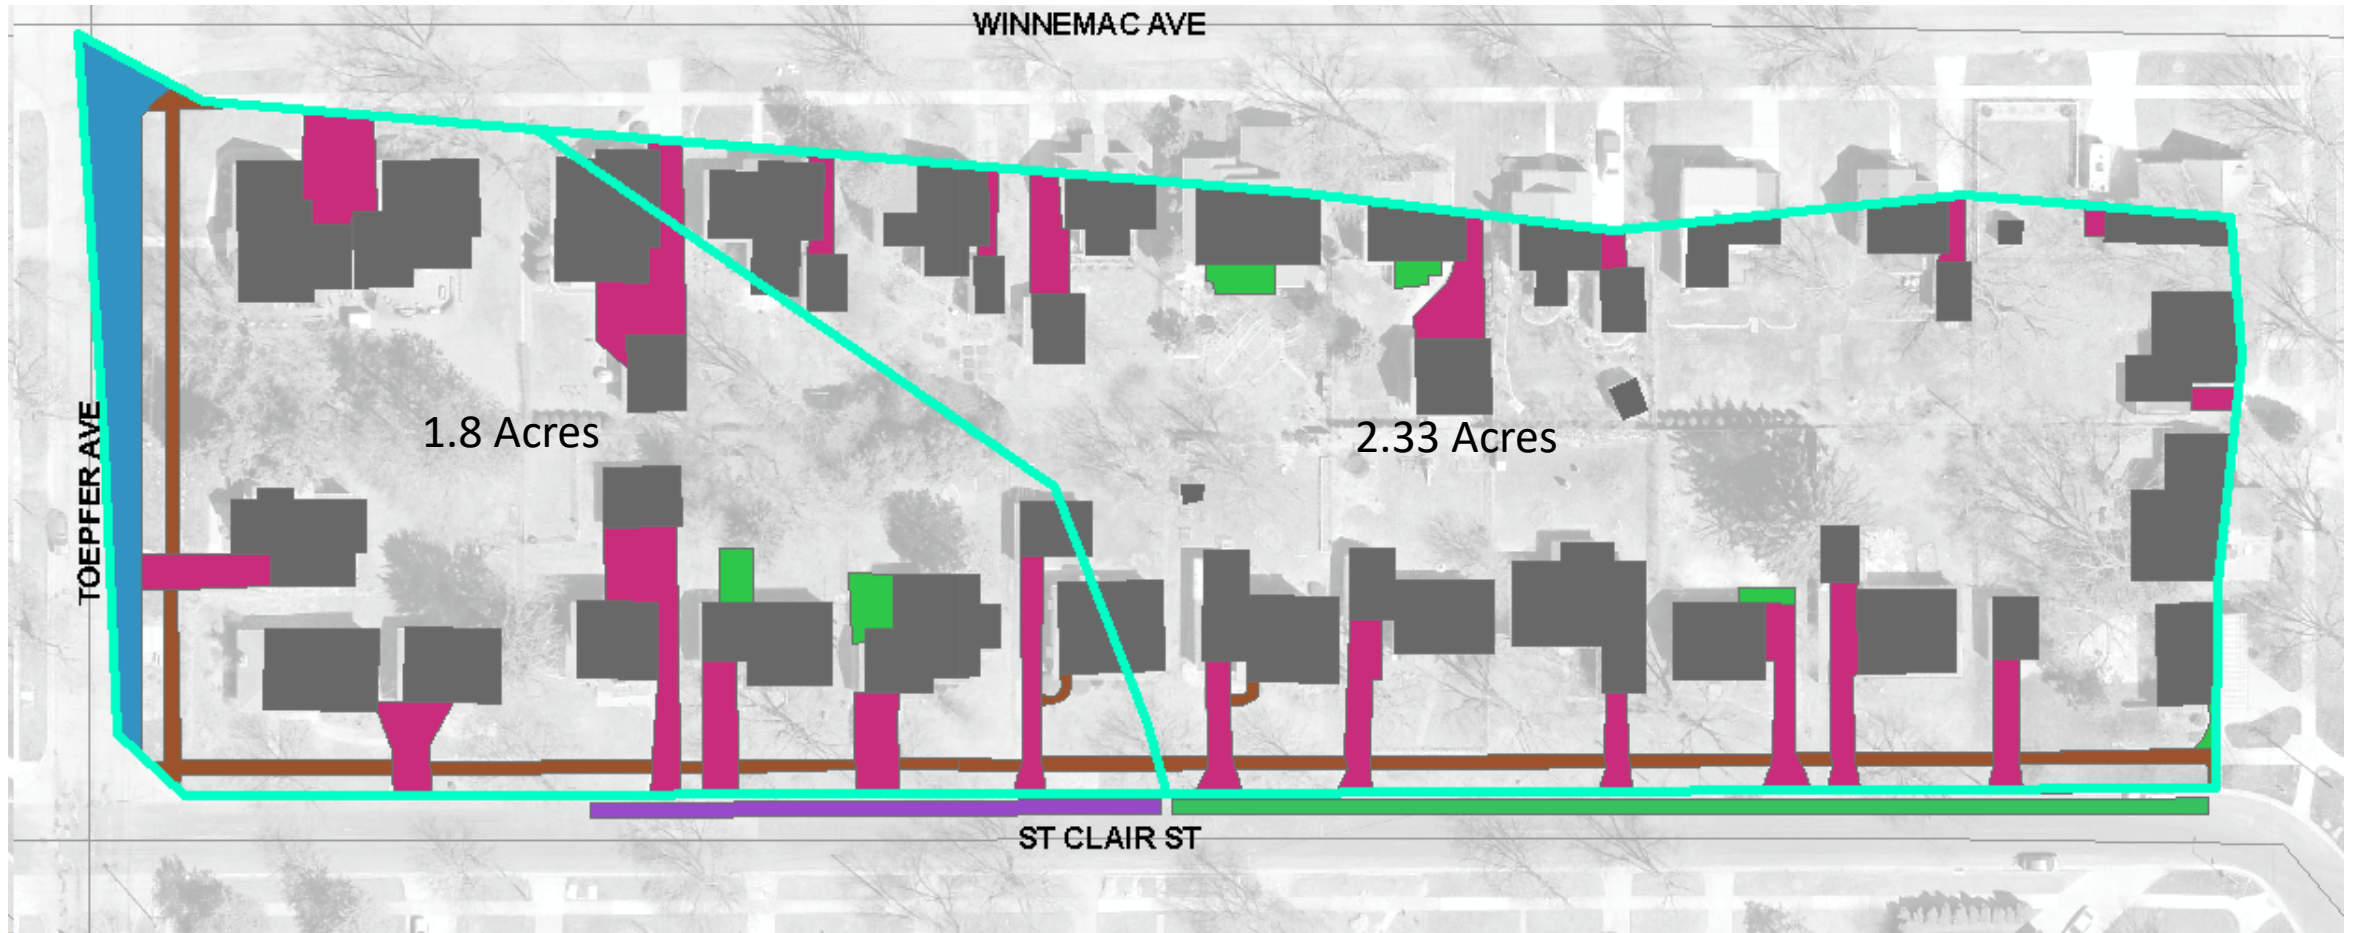 WINNEMAC AVE
1.8 Acres
2.33 Acres
TOEPFER AVE
ST CLAIR ST